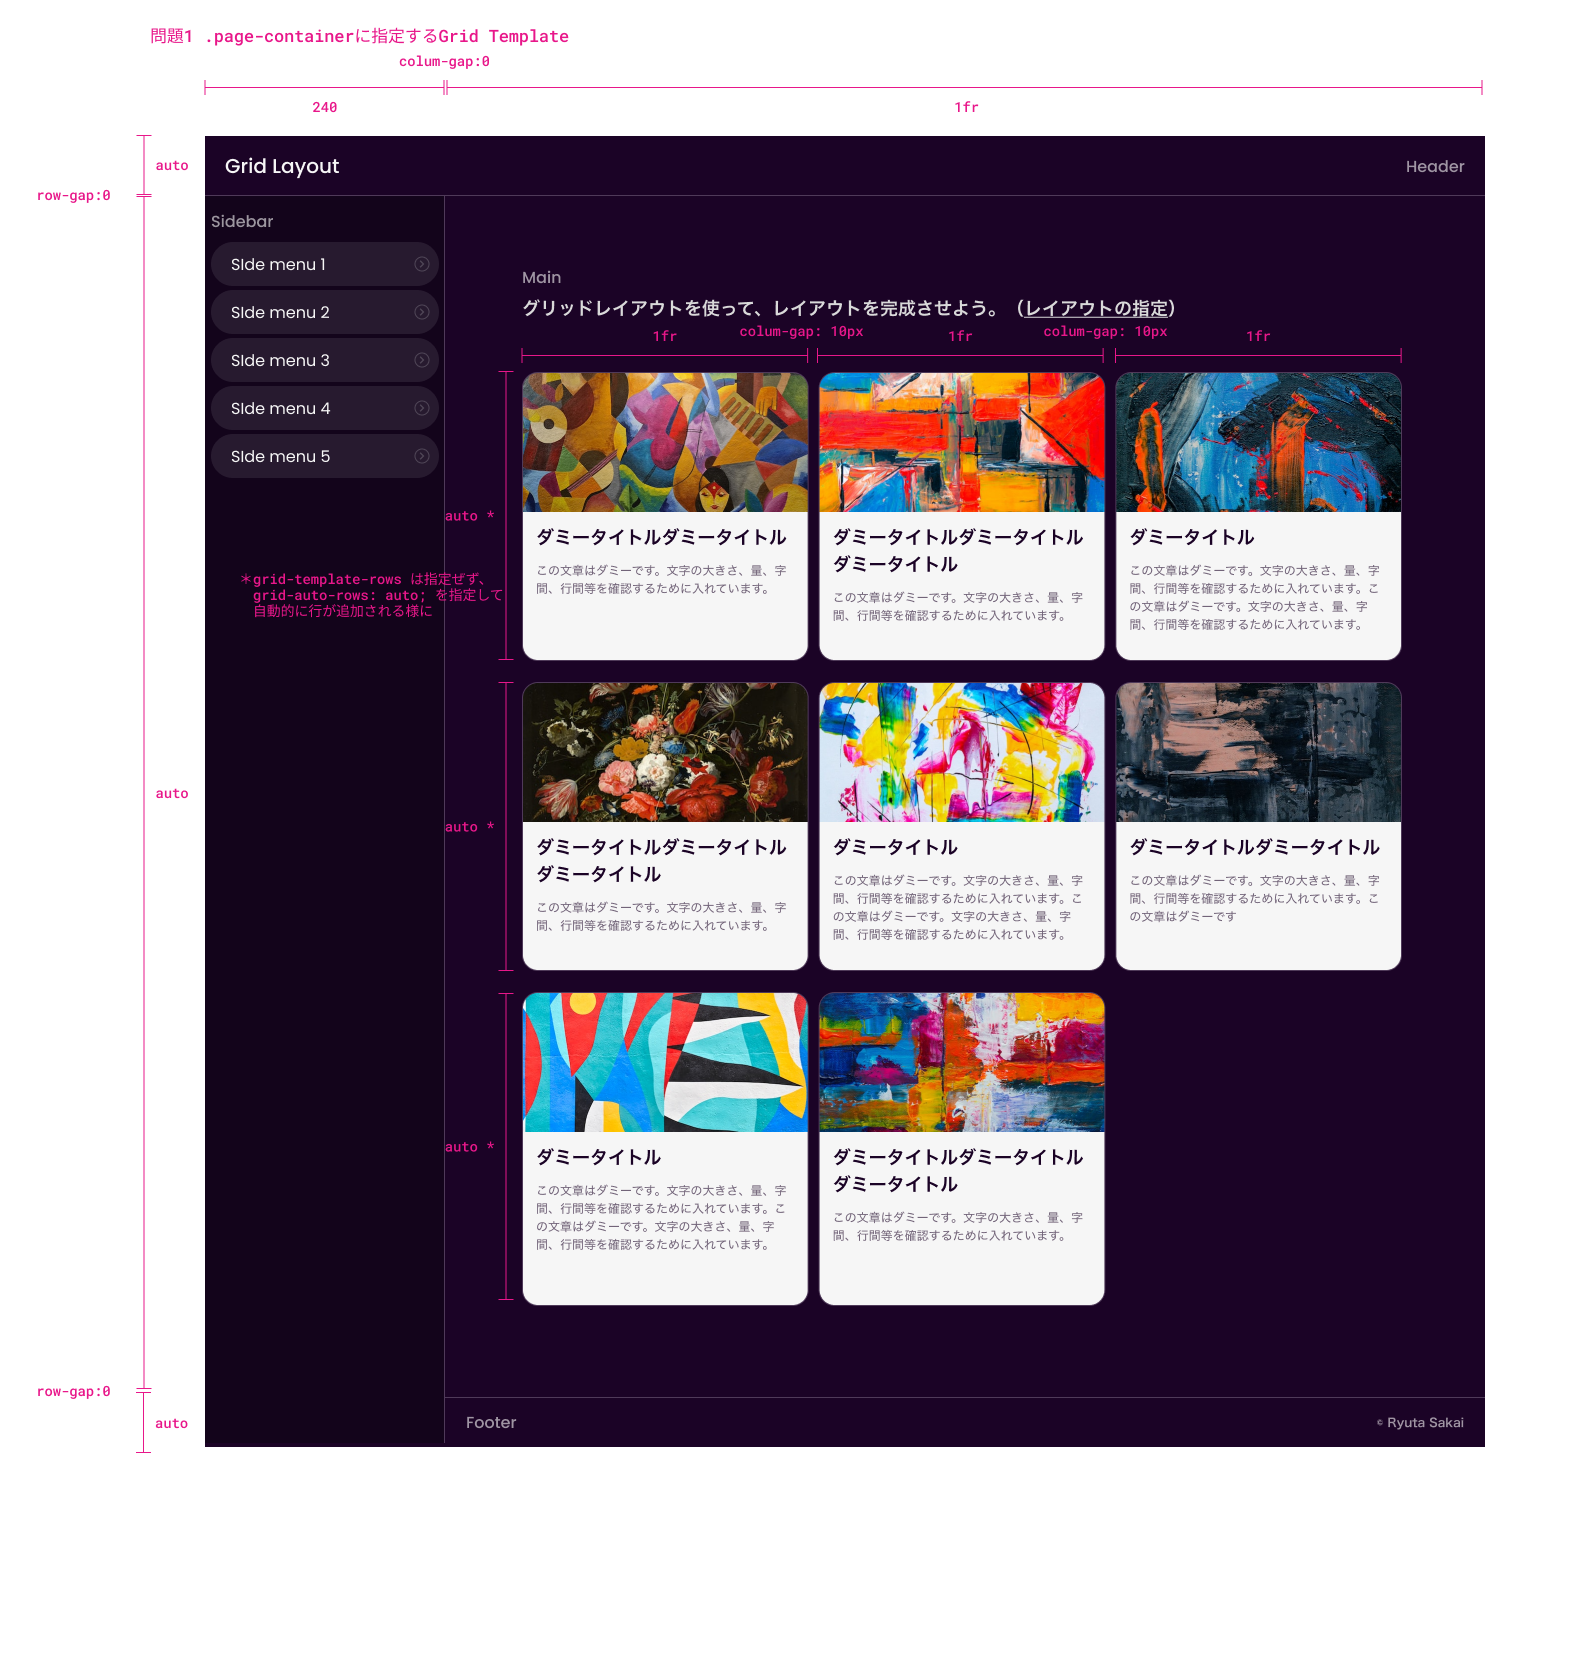 問題1 .page-containerに指定するGrid Template
colum-gap:0
240
1fr
auto
row-gap:0
Grid Layout
Header
Sidebar
SIde menu 1
SIde menu 2
SIde menu 3
SIde menu 4
SIde menu 5
Main
グリッドレイアウトを使って、レイアウトを完成させよう。（レイアウトの指定）
1fr
colum-gap: 10px
1fr
colum-gap: 10px
1fr
auto *
＊grid-template-rows は指定ぜず、
grid-auto-rows: auto; を指定して
自動的に行が追加される様に
ダミータイトルダミータイトル
この文章はダミーです。文字の大きさ、量、字
間、行間等を確認するために入れています。
ダミータイトルダミータイトル
ダミータイトル
この文章はダミーです。文字の大きさ、量、字
間、行間等を確認するために入れています。
ダミータイトル
この文章はダミーです。文字の大きさ、量、字
間、行間等を確認するために入れています。こ
の文章はダミーです。文字の大きさ、量、字
間、行間等を確認するために入れています。
auto
auto *
ダミータイトルダミータイトル
ダミータイトル
この文章はダミーです。文字の大きさ、量、字
間、行間等を確認するために入れています。
ダミータイトル
この文章はダミーです。文字の大きさ、量、字
間、行間等を確認するために入れています。こ
の文章はダミーです。文字の大きさ、量、字
間、行間等を確認するために入れています。
ダミータイトルダミータイトル
この文章はダミーです。文字の大きさ、量、字
間、行間等を確認するために入れています。こ
の文章はダミーです
auto *
ダミータイトル
この文章はダミーです。文字の大きさ、量、字
間、行間等を確認するために入れています。こ
の文章はダミーです。文字の大きさ、量、字
間、行間等を確認するために入れています。
ダミータイトルダミータイトル
ダミータイトル
この文章はダミーです。文字の大きさ、量、字
間、行間等を確認するために入れています。
row-gap:0
auto
Footer
© Ryuta Sakai